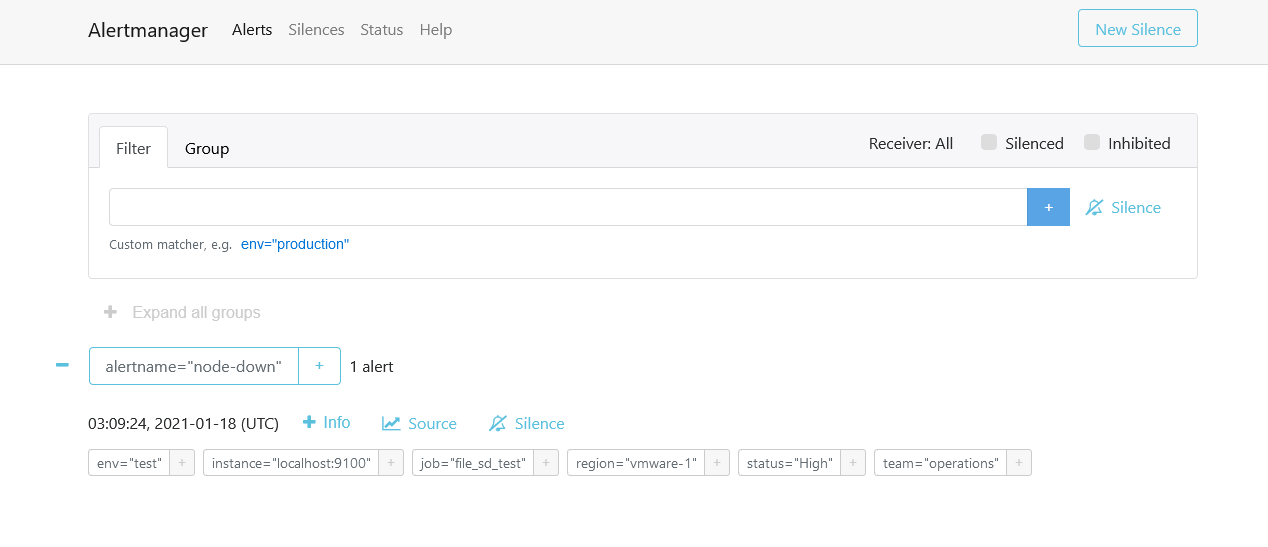 Alertmanager Alerts Silences Status Help New Silence
Filter Group Receiver: All Silenced Inhibited
+ Silence
Custom matcher, e.g. env="production"
+ Expand all groups
alertname="node-down" + 1 alert
03:09:24, 2021-01-18 (UTC) + Info Source Silence
env="test" + instance="localhost:9100" + job="file_sd_test" + region="vmware-1" + status="High" + team="operations" +